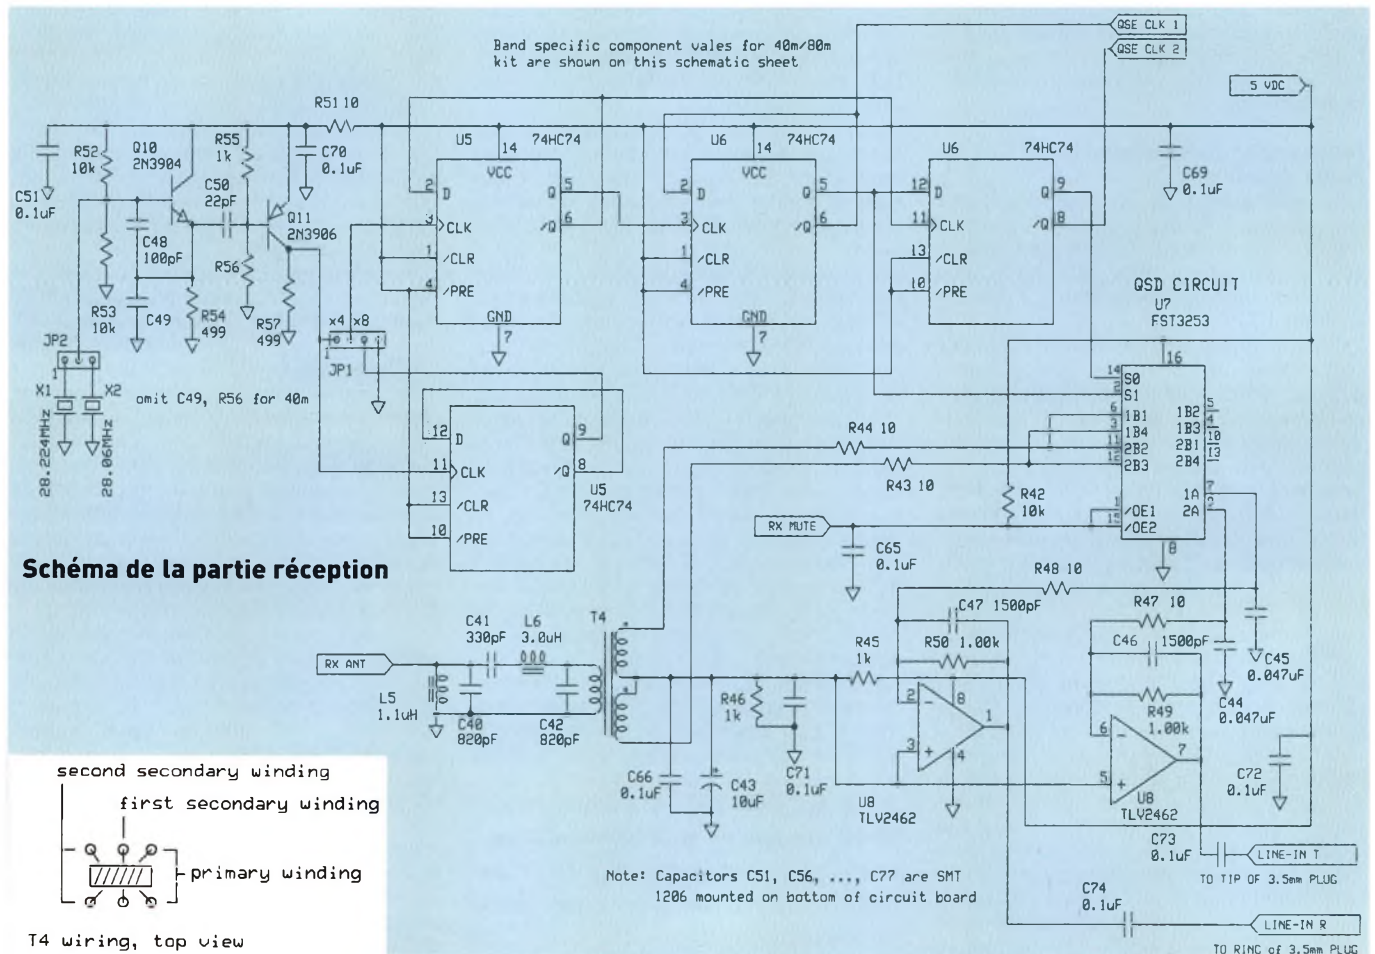 Band specific component vales for 40m/80m
kit are shown on this schematic sheet
QSE CLK 1
QSE CLK 2
5 VDC
R51 10
R52
10k
Q10
2N3904
R55
1k
C50
22pF
C70
0.1uF
Q11
2N3906
C51
0.1uF
C48
100pF
R56
R53
10k
C49
R54
499
R57
499
JP2
1
X1
X2
28.224MHz
28.06MHz
omit C49, R56 for 40m
x4
x8
1
JP1
U5
74HC74
14
VCC
2
D
Q
5
3
CLK
/Q
6
1
/CLR
4
/PRE
GND
7
U6
74HC74
14
VCC
2
D
Q
5
3
CLK
/Q
6
1
/CLR
4
/PRE
GND
7
U6
74HC74
12
D
Q
9
11
CLK
/Q
8
13
/CLR
10
/PRE
C69
0.1uF
12
D
Q
9
11
CLK
/Q
8
13
/CLR
10
/PRE
U5
74HC74
QSD CIRCUIT
U7
FST3253
16
14
S0
2
S1
6
1B1
3
1B4
11
2B2
12
2B3
1B2
5
1B3
4
2B1
10
2B4
13
1A
7
2A
1
/OE1
/OE2
8
R44 10
R43 10
R42
10k
RX MUTE
C65
0.1uF
R48 10
Schéma de la partie réception
RX ANT
L5
1.1uH
C41
330pF
L6
3.0uH
C40
820pF
C42
820pF
T4
C66
0.1uF
C43
10uF
R46
1k
C71
0.1uF
R45
1k
C47 1500pF
R50 1.00k
2
3
8
4
1
U8
TLV2462
R47 10
C46
1500pF
R49
1.00k
6
5
7
U8
TLV2462
C45
0.047uF
C44
0.047uF
C72
0.1uF
C73
0.1uF
LINE-IN T
TO TIP OF 3.5mm PLUG
C74
0.1uF
LINE-IN R
TO RING of 3.5mm PLUG
Note: Capacitors C51, C56, ..., C77 are SMT
1206 mounted on bottom of circuit board
second secondary winding
first secondary winding
primary winding
T4 wiring, top view